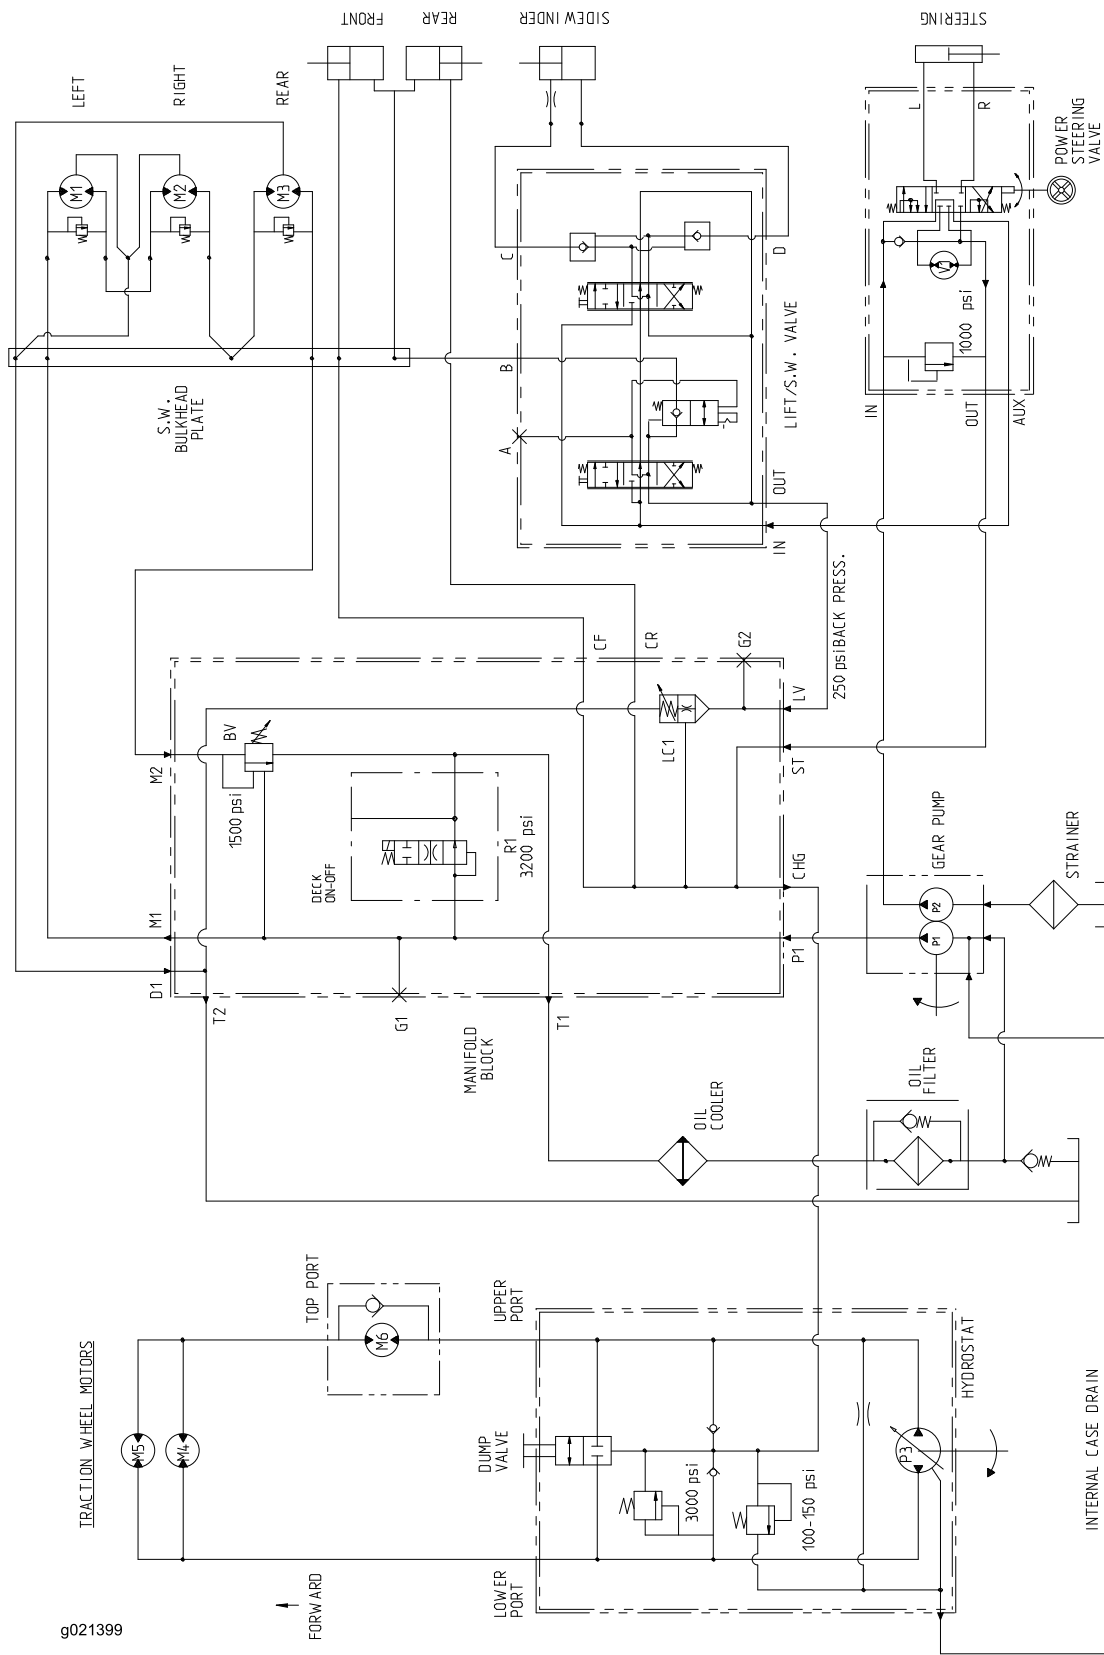 FRONT
REAR
SIDEWINDER
STEERING
LEFT
RIGHT
REAR
M1
M2
M3
L
R
POWER
STEERING
VALVE
C
D
B
A
1000 psi
LIFT/S.W. VALVE
S.W.
BULKHEAD
PLATE
IN
OUT
AUX
OUT
IN
250 psi BACK PRESS.
CF
CR
G2
LV
LC1
ST
BV
M2
1500 psi
DECK
ON-OFF
R1
3200 psi
CHG
GEAR PUMP
STRAINER
M1
P1
P2
P1
D1
T2
G1
T1
MANIFOLD
BLOCK
OIL
COOLER
OIL
FILTER
TRACTION WHEEL MOTORS
TOP PORT
UPPER
PORT
M5
M4
M6
DUMP
VALVE
3000 psi
100-150 psi
P3
HYDROSTAT
INTERNAL CASE DRAIN
LOWER
PORT
FORWARD
g021399